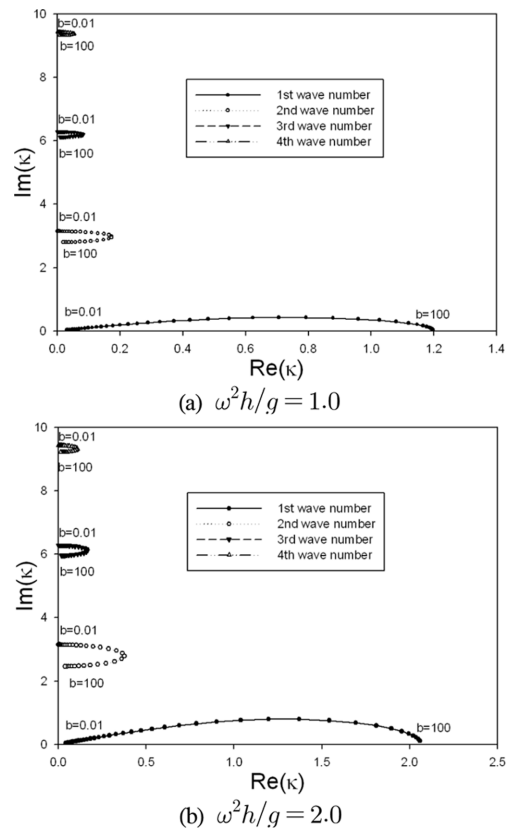 10
b=0.01
b=100
8
1st wave number
2nd wave number
3rd wave number
4th wave number
6
b=0.01
b=100
Im(κ)
4
b=0.01
b=100
2
b=0.01
b=100
0
0.0 0.2 0.4 0.6 0.8 1.0 1.2 1.4
Re(κ)
(a) ω²h/g = 1.0
10
b=0.01
b=100
8
1st wave number
2nd wave number
3rd wave number
4th wave number
6
b=0.01
b=100
Im(κ)
4
b=0.01
b=100
2
b=0.01
b=100
0
0.0 0.5 1.0 1.5 2.0 2.5
Re(κ)
(b) ω²h/g = 2.0